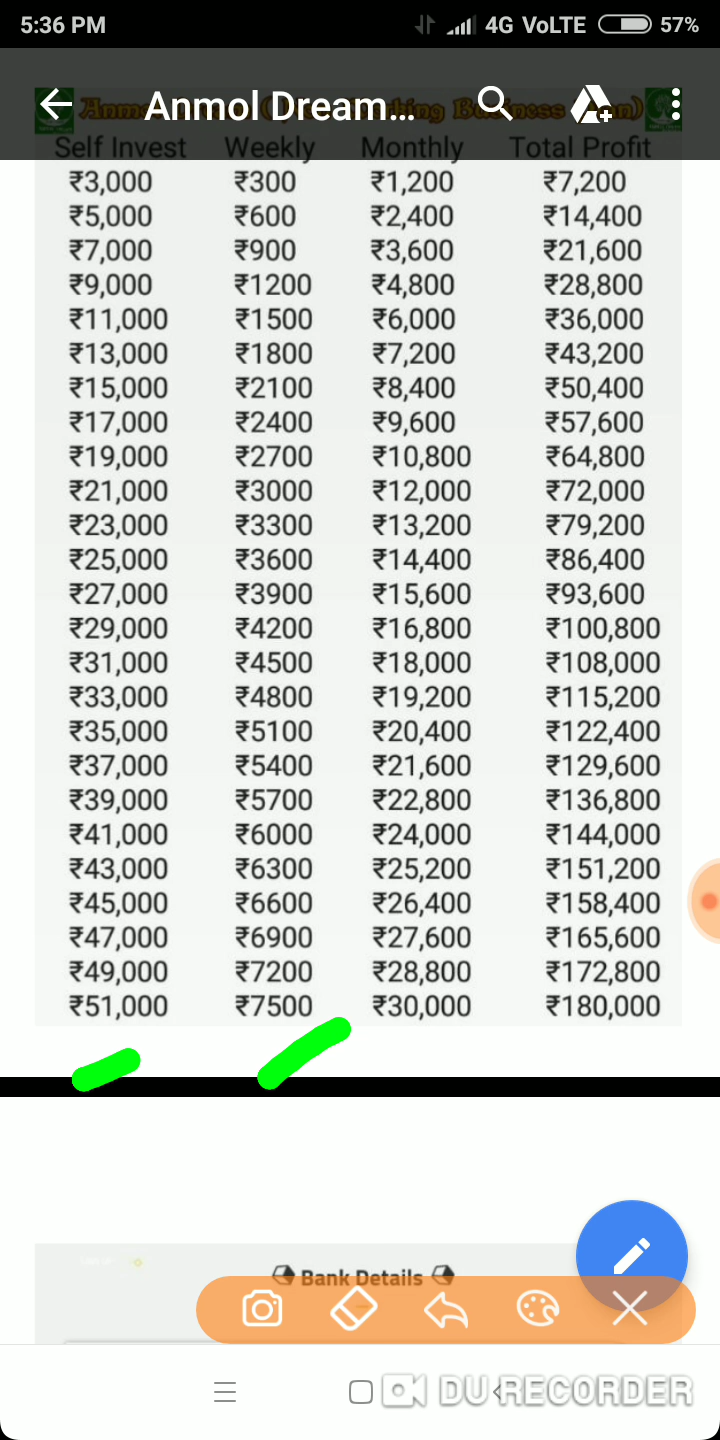 5:36 PM 4G VoLTE 57%
Anmol Dream...
Self Invest Weekly Monthly Total Profit
₹3,000 ₹300 ₹1,200 ₹7,200
₹5,000 ₹600 ₹2,400 ₹14,400
₹7,000 ₹900 ₹3,600 ₹21,600
₹9,000 ₹1200 ₹4,800 ₹28,800
₹11,000 ₹1500 ₹6,000 ₹36,000
₹13,000 ₹1800 ₹7,200 ₹43,200
₹15,000 ₹2100 ₹8,400 ₹50,400
₹17,000 ₹2400 ₹9,600 ₹57,600
₹19,000 ₹2700 ₹10,800 ₹64,800
₹21,000 ₹3000 ₹12,000 ₹72,000
₹23,000 ₹3300 ₹13,200 ₹79,200
₹25,000 ₹3600 ₹14,400 ₹86,400
₹27,000 ₹3900 ₹15,600 ₹93,600
₹29,000 ₹4200 ₹16,800 ₹100,800
₹31,000 ₹4500 ₹18,000 ₹108,000
₹33,000 ₹4800 ₹19,200 ₹115,200
₹35,000 ₹5100 ₹20,400 ₹122,400
₹37,000 ₹5400 ₹21,600 ₹129,600
₹39,000 ₹5700 ₹22,800 ₹136,800
₹41,000 ₹6000 ₹24,000 ₹144,000
₹43,000 ₹6300 ₹25,200 ₹151,200
₹45,000 ₹6600 ₹26,400 ₹158,400
₹47,000 ₹6900 ₹27,600 ₹165,600
₹49,000 ₹7200 ₹28,800 ₹172,800
₹51,000 ₹7500 ₹30,000 ₹180,000
Bank Details
DU RECORDER